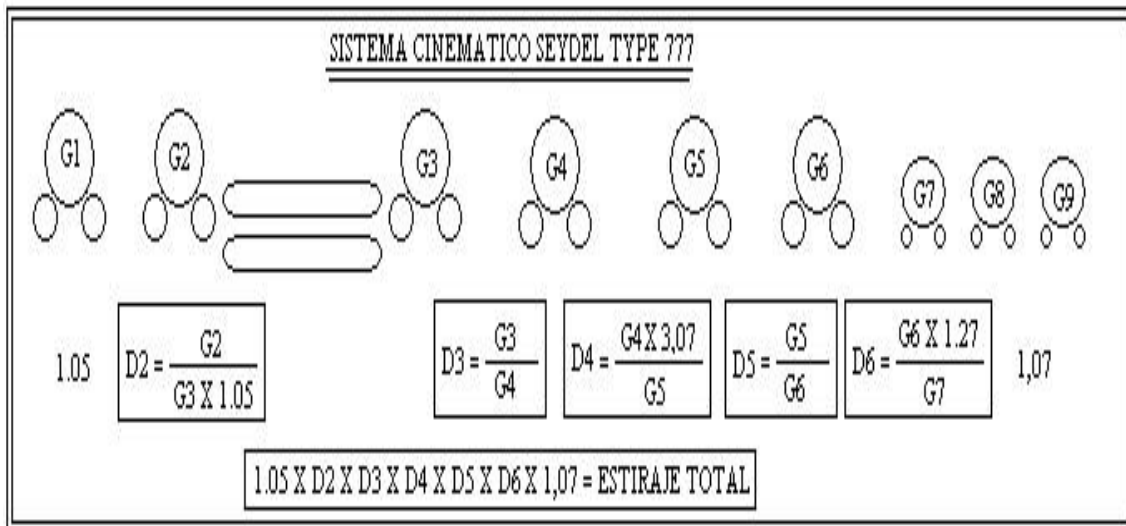 SISTEMA CINEMATICO SEYDEL TYPE 777
G1 G2 G3 G4 G5 G6 G7 G8 G9
1.05 D2 = G2 / G3 X 1.05 D3 = G3 / G4 D4 = G4 X 3,07 / G5 D5 = G5 / G6 D6 = G6 X 1.27 / G7 1,07
1.05 X D2 X D3 X D4 X D5 X D6 X 1,07 = ESTIRAJE TOTAL